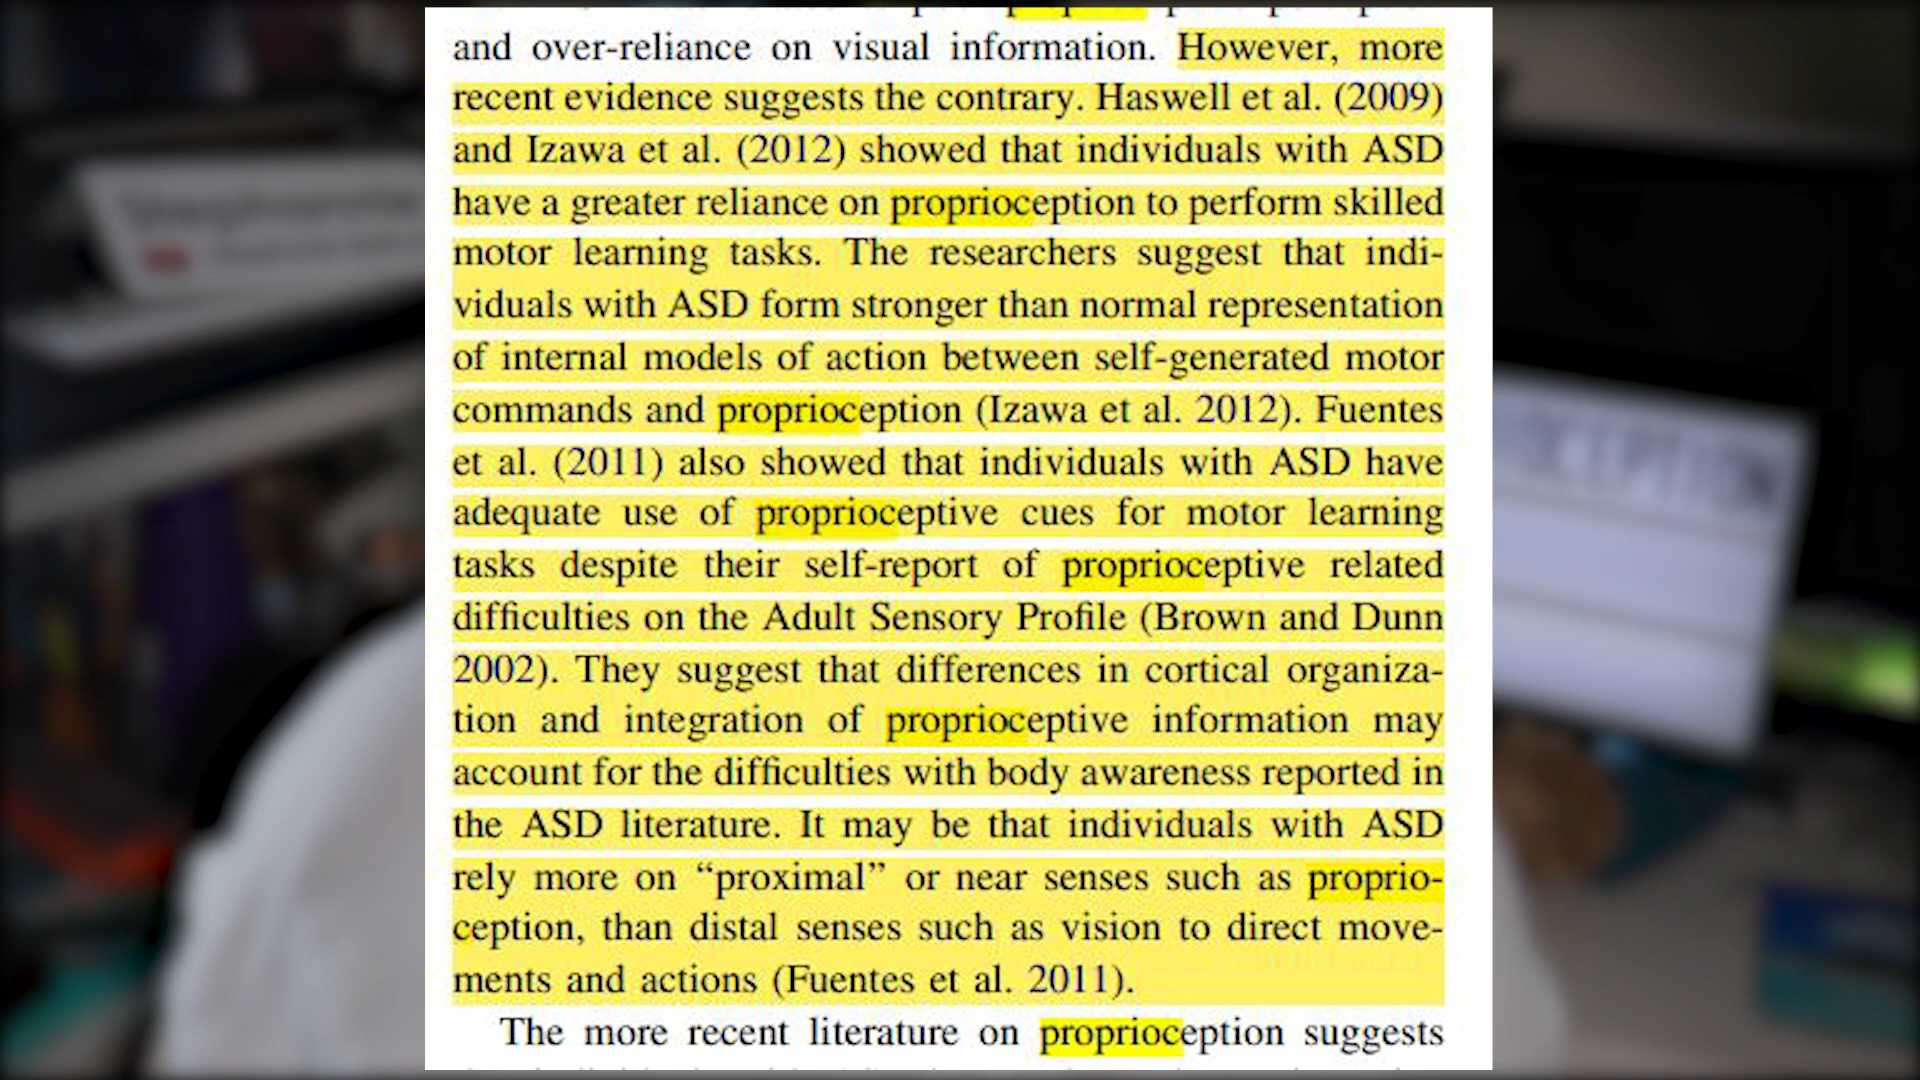 and over-reliance on visual information. However, more
recent evidence suggests the contrary. Haswell et al. (2009)
and Izawa et al. (2012) showed that individuals with ASD
have a greater reliance on proprioception to perform skilled
motor learning tasks. The researchers suggest that indi-
viduals with ASD form stronger than normal representation
of internal models of action between self-generated motor
commands and proprioception (Izawa et al. 2012). Fuentes
et al. (2011) also showed that individuals with ASD have
adequate use of proprioceptive cues for motor learning
tasks despite their self-report of proprioceptive related
difficulties on the Adult Sensory Profile (Brown and Dunn
2002). They suggest that differences in cortical organiza-
tion and integration of proprioceptive information may
account for the difficulties with body awareness reported in
the ASD literature. It may be that individuals with ASD
rely more on “proximal” or near senses such as proprio-
ception, than distal senses such as vision to direct move-
ments and actions (Fuentes et al. 2011).
The more recent literature on proprioception suggests